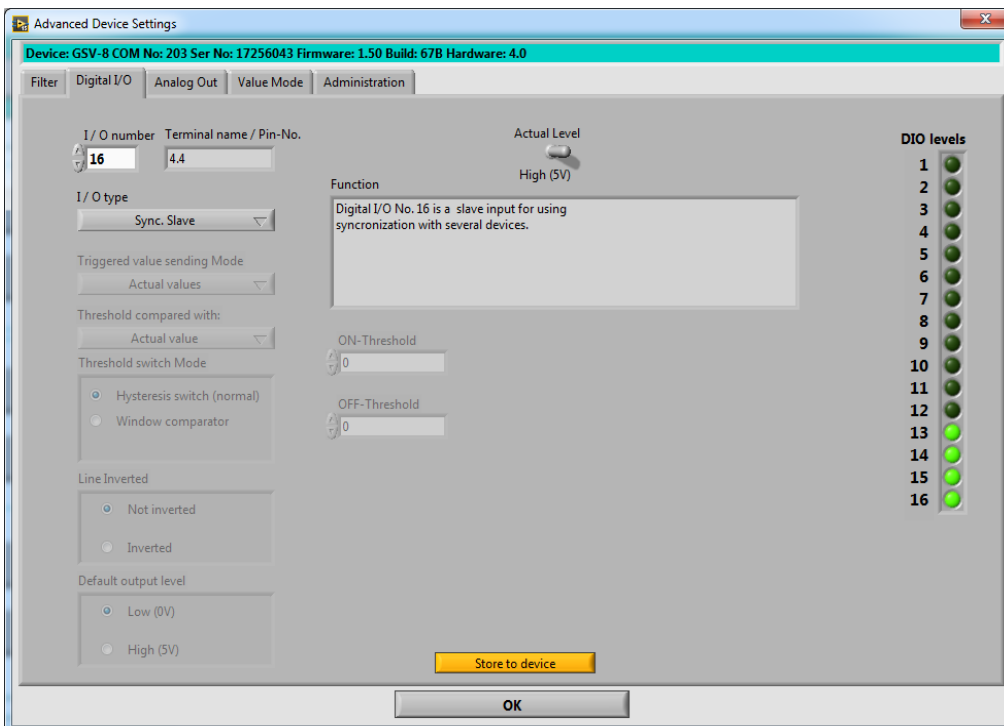 Advanced Device Settings
Device: GSV-8 COM No: 203 Ser No: 17256043 Firmware: 1.50 Build: 67B Hardware: 4.0
Filter Digital I/O Analog Out Value Mode Administration
I / O number Terminal name / Pin-No.
16 4.4
I / O type
Sync. Slave
Triggered value sending Mode
Actual values
Threshold compared with:
Actual value
Threshold switch Mode
Hysteresis switch (normal)
Window comparator
Line Inverted
Not inverted
Inverted
Default output level
Low (0V)
High (5V)
Actual Level
High (5V)
Function
Digital I/O No. 16 is a  slave input for using
syncronization with several devices.
ON-Threshold
0
OFF-Threshold
0
DIO levels
1
2
3
4
5
6
7
8
9
10
11
12
13
14
15
16
Store to device
OK